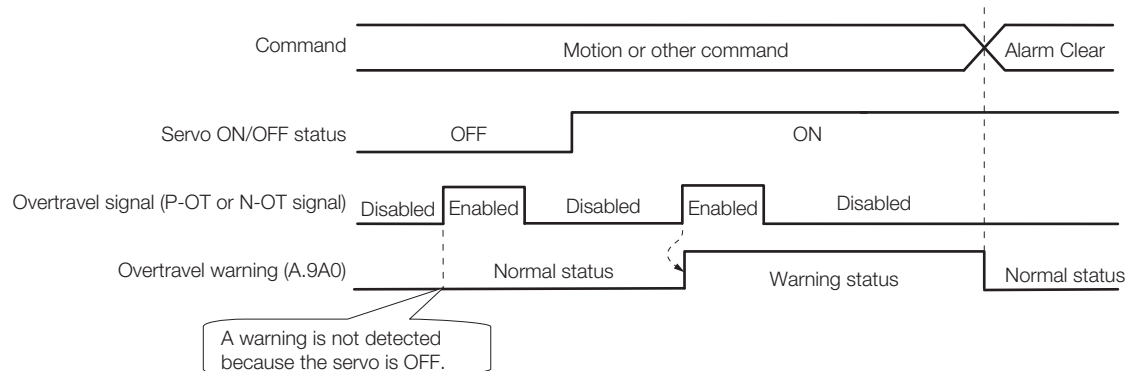 Command
Motion or other command
Alarm Clear
Servo ON/OFF status
OFF
ON
Overtravel signal (P-OT or N-OT signal)
Disabled
Enabled
Disabled
Enabled
Disabled
Overtravel warning (A.9A0)
Normal status
Warning status
Normal status
A warning is not detected
because the servo is OFF.